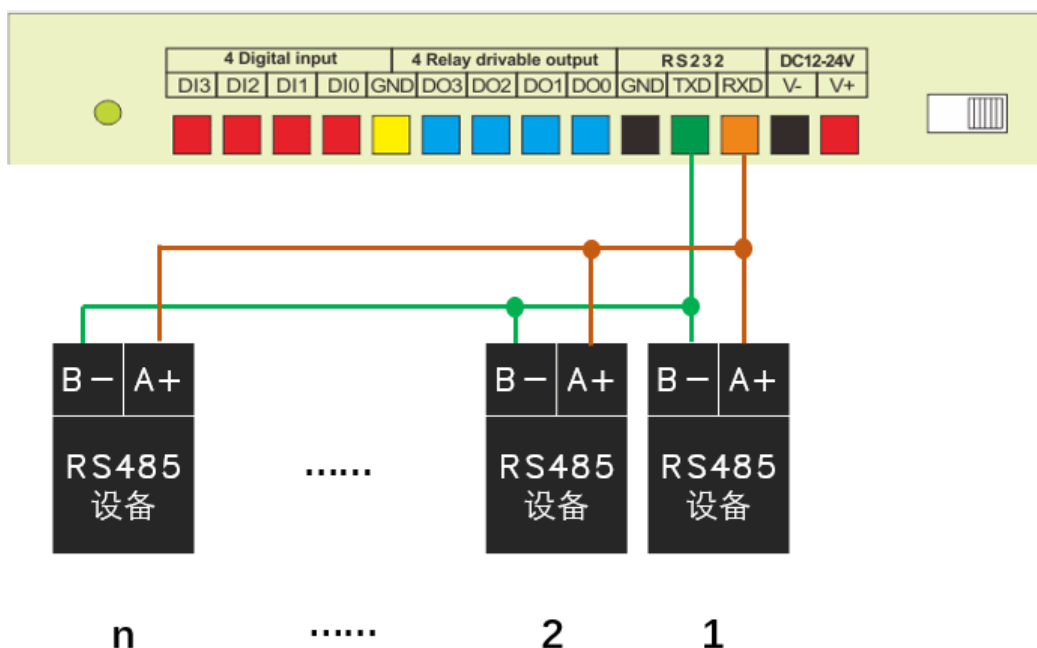 4 Digital input 4 Relay drivable output RS232 DC12-24V
DI3 DI2 DI1 DI0 GND DO3 DO2 DO1 DO0 GND TXD RXD V- V+
B− A+ B− A+ B− A+
RS485 RS485 RS485
设备 …… 设备 设备
n …… 2 1